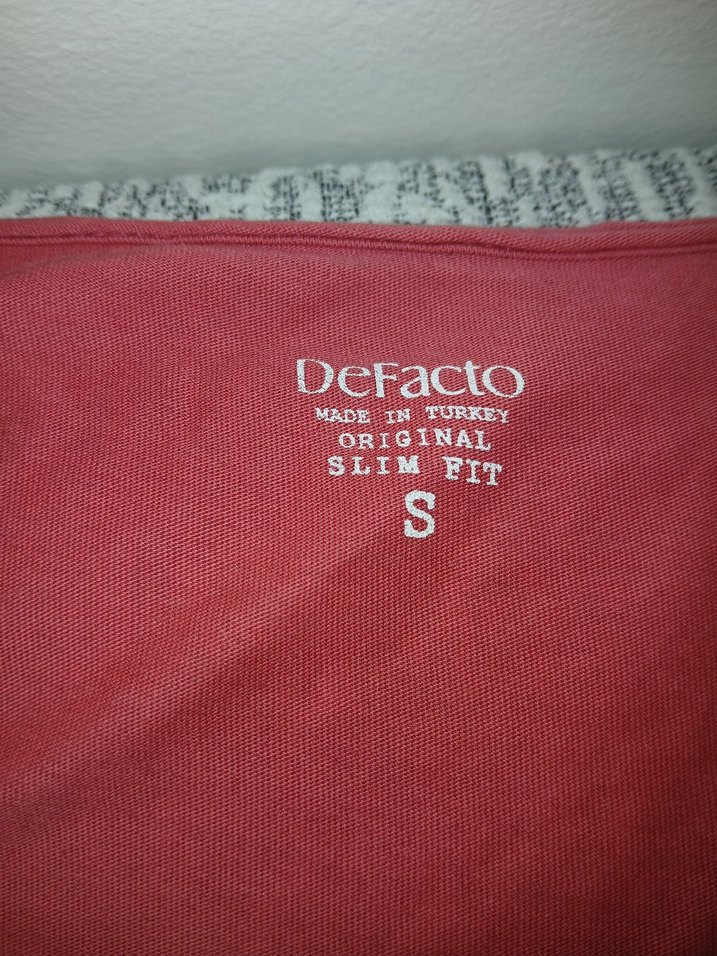 DeFacto
MADE IN TURKEY
ORIGINAL
SLIM FIT
S